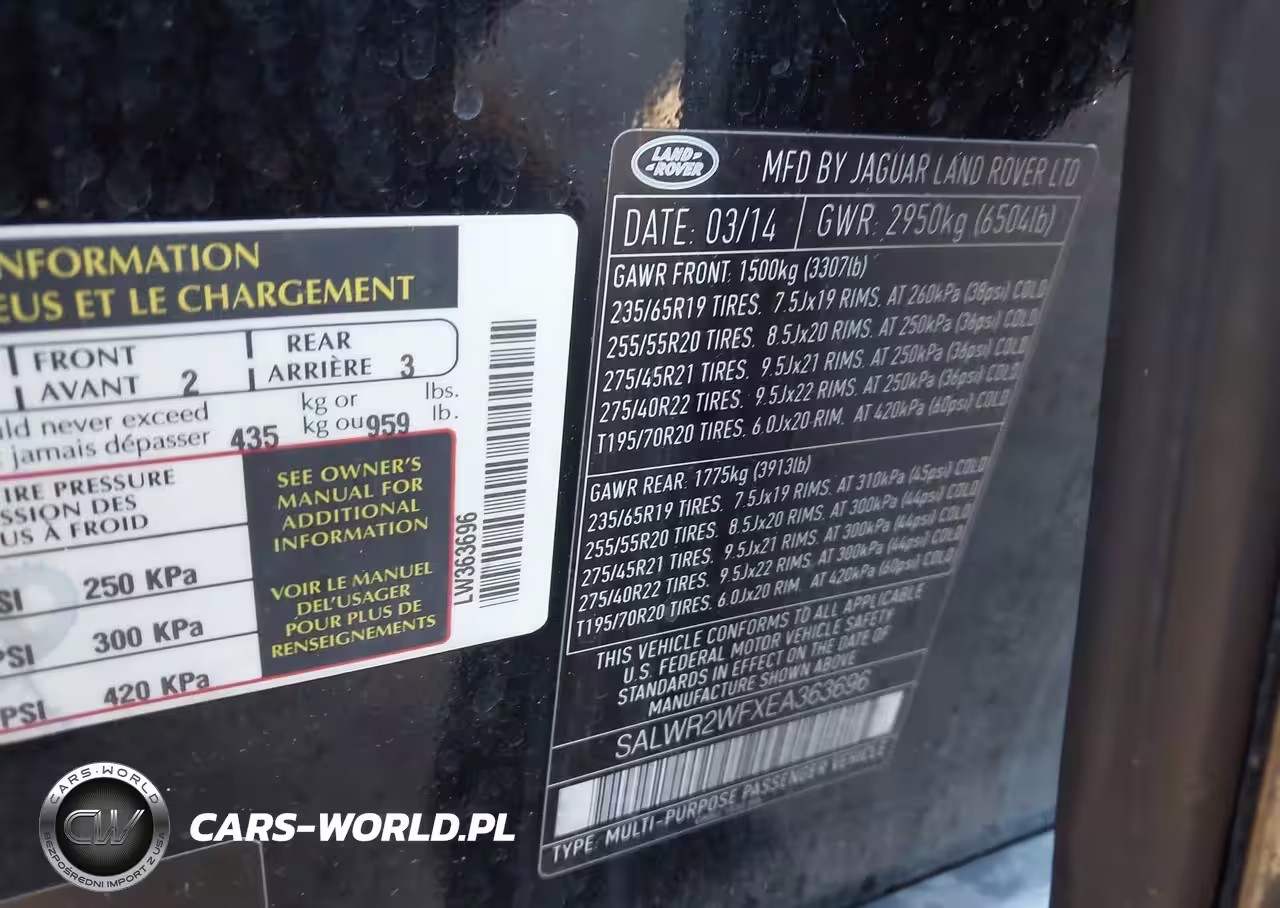 NFORMATION
EUS ET LE CHARGEMENT
FRONT
AVANT 2
REAR
ARRIÈRE 3
uld never exceed
jamais dépasser 435
kg or
kg ou 959
lbs.
lb.
IRE PRESSURE
SSION DES
US À FROID
SI 250 KPa
PSI 300 KPa
PSI 420 KPa
SEE OWNER'S
MANUAL FOR
ADDITIONAL
INFORMATION
VOIR LE MANUEL
DEL'USAGER
POUR PLUS DE
RENSEIGNEMENTS
LW363696
LAND-
-ROVER
MFD BY JAGUAR LAND ROVER LTD
DATE: 03/14 GWR: 2950kg (6504lb)
GAWR FRONT. 1500kg (3307lb)
235/65R19 TIRES. 7.5Jx19 RIMS. AT 260kPa (38psi) COLD
255/55R20 TIRES. 8.5Jx20 RIMS. AT 250kPa (36psi) COLD
275/45R21 TIRES. 9.5Jx21 RIMS. AT 250kPa (36psi) COLD
275/40R22 TIRES. 9.5Jx22 RIMS. AT 250kPa (36psi) COLD
T195/70R20 TIRES. 6.0Jx20 RIM. AT 420kPa (60psi) COLD
GAWR REAR. 1775kg (3913lb)
235/65R19 TIRES. 7.5Jx19 RIMS. AT 310kPa (45psi) COLD
255/55R20 TIRES. 8.5Jx20 RIMS. AT 300kPa (44psi) COLD
275/45R21 TIRES. 9.5Jx21 RIMS. AT 300kPa (44psi) COLD
275/40R22 TIRES. 9.5Jx22 RIMS. AT 300kPa (44psi) COLD
T195/70R20 TIRES. 6.0Jx20 RIM. AT 420kPa (60psi) COLD
THIS VEHICLE CONFORMS TO ALL APPLICABLE
U.S. FEDERAL MOTOR VEHICLE SAFETY
STANDARDS IN EFFECT ON THE DATE OF
MANUFACTURE SHOWN ABOVE
SALWR2WFXEA363696
TYPE: MULTI-PURPOSE PASSENGER VEHICLE
CARS-WORLD
CW
BEZPOŚREDNI IMPORT Z USA
CARS-WORLD.PL